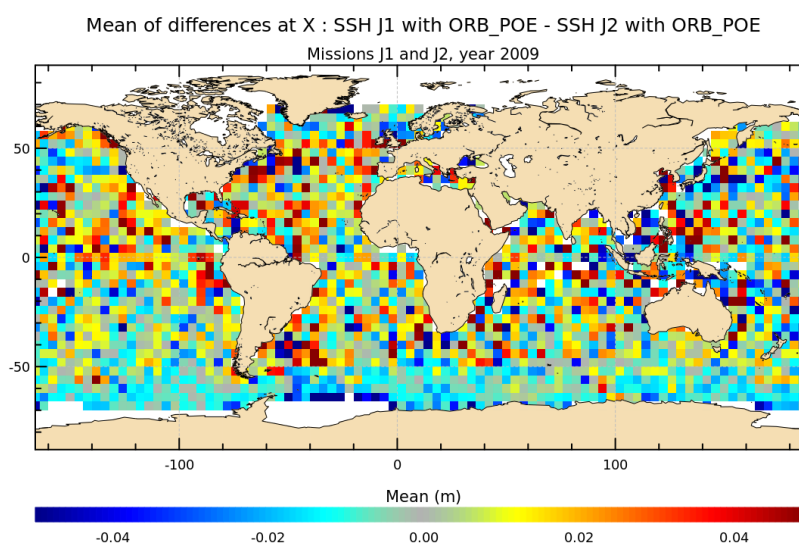 Mean of differences at X : SSH J1 with ORB_POE - SSH J2 with ORB_POE
Missions J1 and J2, year 2009
50
0
-50
-100 0 100
Mean (m)
-0.04 -0.02 0.00 0.02 0.04